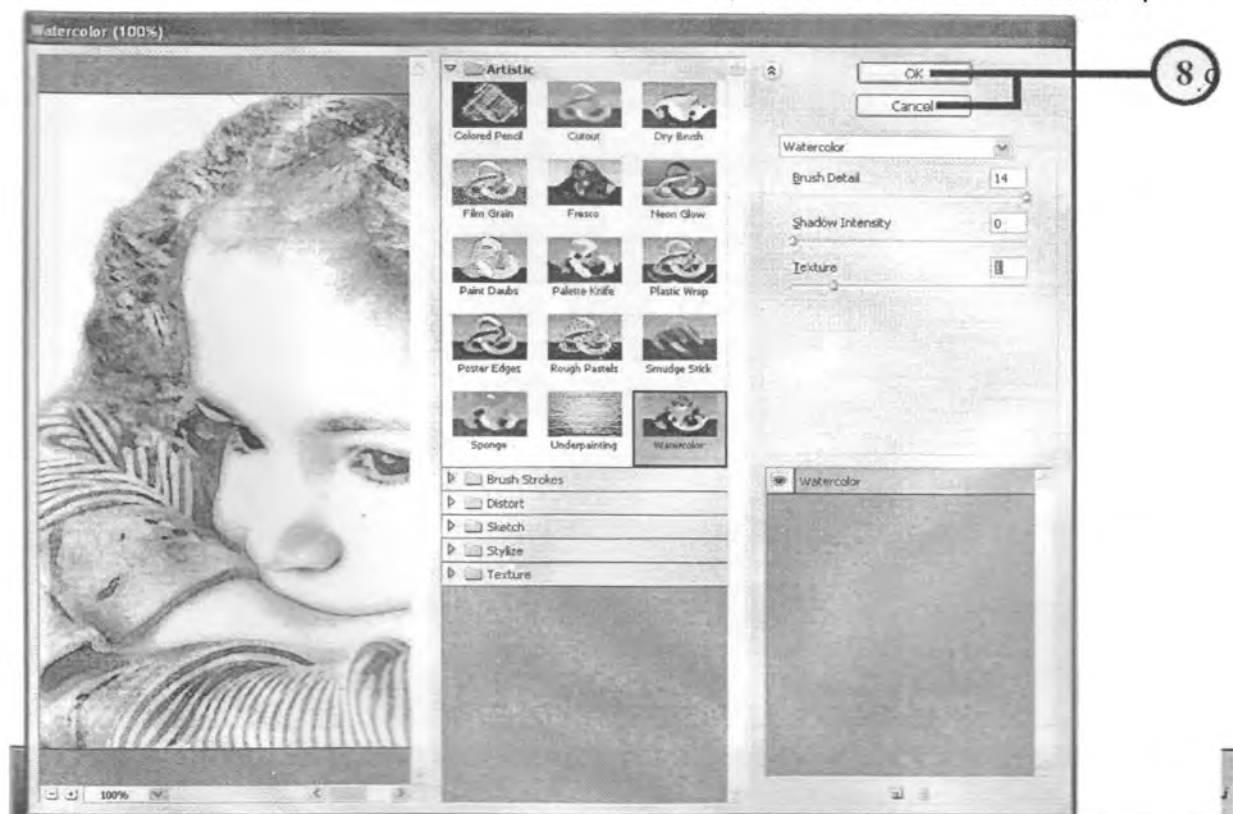 Watercolor (100%)
Artistic
Colored Pencil
Cutout
Dry Brush
Film Grain
Fresco
Neon Glow
Paint Daubs
Palette Knife
Plastic Wrap
Poster Edges
Rough Pastels
Smudge Stick
Sponge
Underpainting
Watercolor
Brush Strokes
Distort
Sketch
Stylize
Texture
100%
OK
Cancel
8
Watercolor
Brush Detail 14
Shadow Intensity 0
Texture
Watercolor